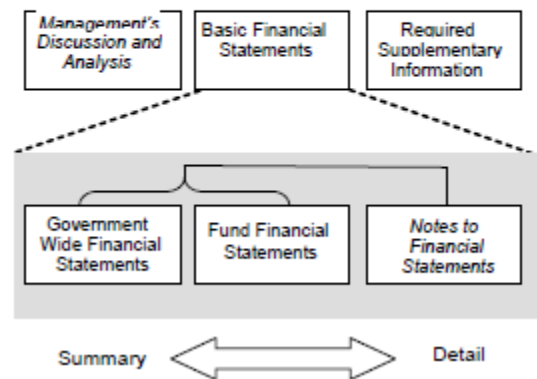 Management's
Discussion and
Analysis
Basic Financial
Statements
Required
Supplementary
Information
Government
Wide Financial
Statements
Fund Financial
Statements
Notes to
Financial
Statements
Summary
Detail